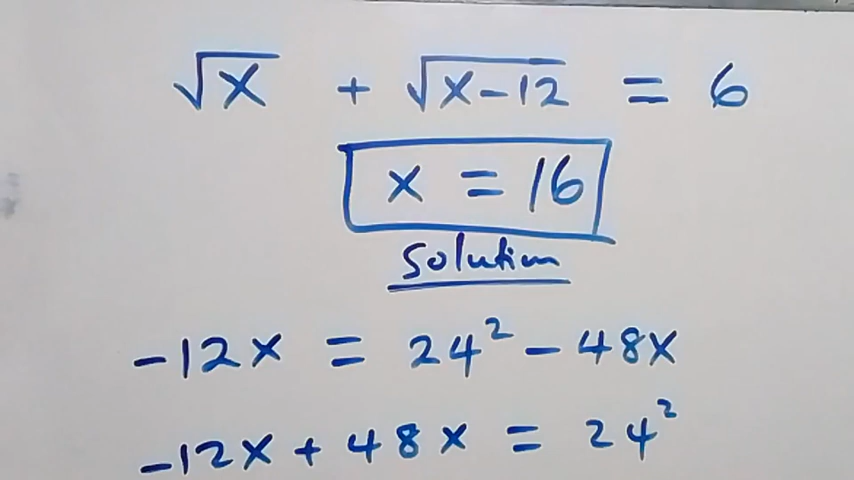 √x + √x-12 = 6
x = 16
Solution
-12x = 24² - 48x
-12x + 48x = 24²